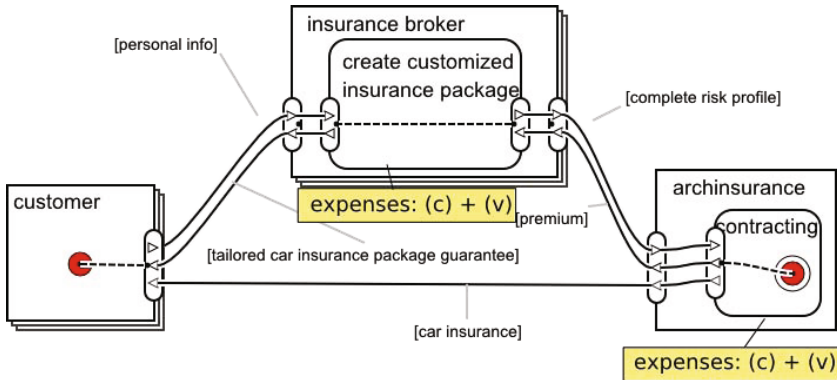 insurance broker
[personal info]
create customized
insurance package
[complete risk profile]
customer
archinsurance
expenses: (c) + (v)
[premium]
contracting
[tailored car insurance package guarantee]
[car insurance]
expenses: (c) + (v)